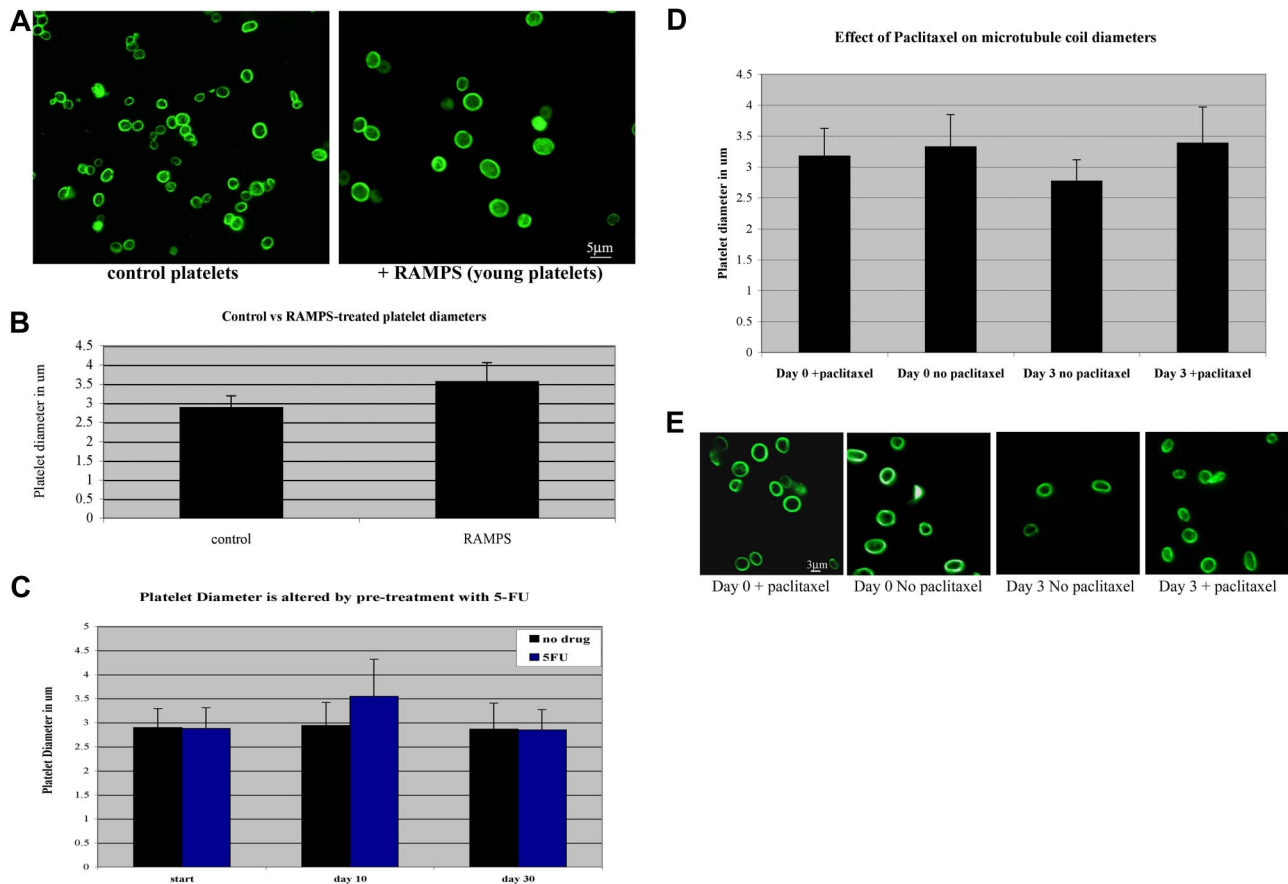 A
control platelets
+ RAMPS (young platelets)
5µm
B
Control vs RAMPS-treated platelet diameters
Platelet diameter in um
4.5
4
3.5
3
2.5
2
1.5
1
0.5
0
control
RAMPS
C
Platelet Diameter is altered by pre-treatment with 5-FU
Platelet Diameter in um
5
4.5
4
3.5
3
2.5
2
1.5
1
0.5
0
no drug
5FU
start
day 10
day 30
D
Effect of Paclitaxel on microtubule coil diameters
Platelet diameter in um
4.5
4
3.5
3
2.5
2
1.5
1
0.5
0
Day 0 +paclitaxel
Day 0 no paclitaxel
Day 3 no paclitaxel
Day 3 +paclitaxel
E
3µm
Day 0 + paclitaxel
Day 0 No paclitaxel
Day 3 No paclitaxel
Day 3 + paclitaxel